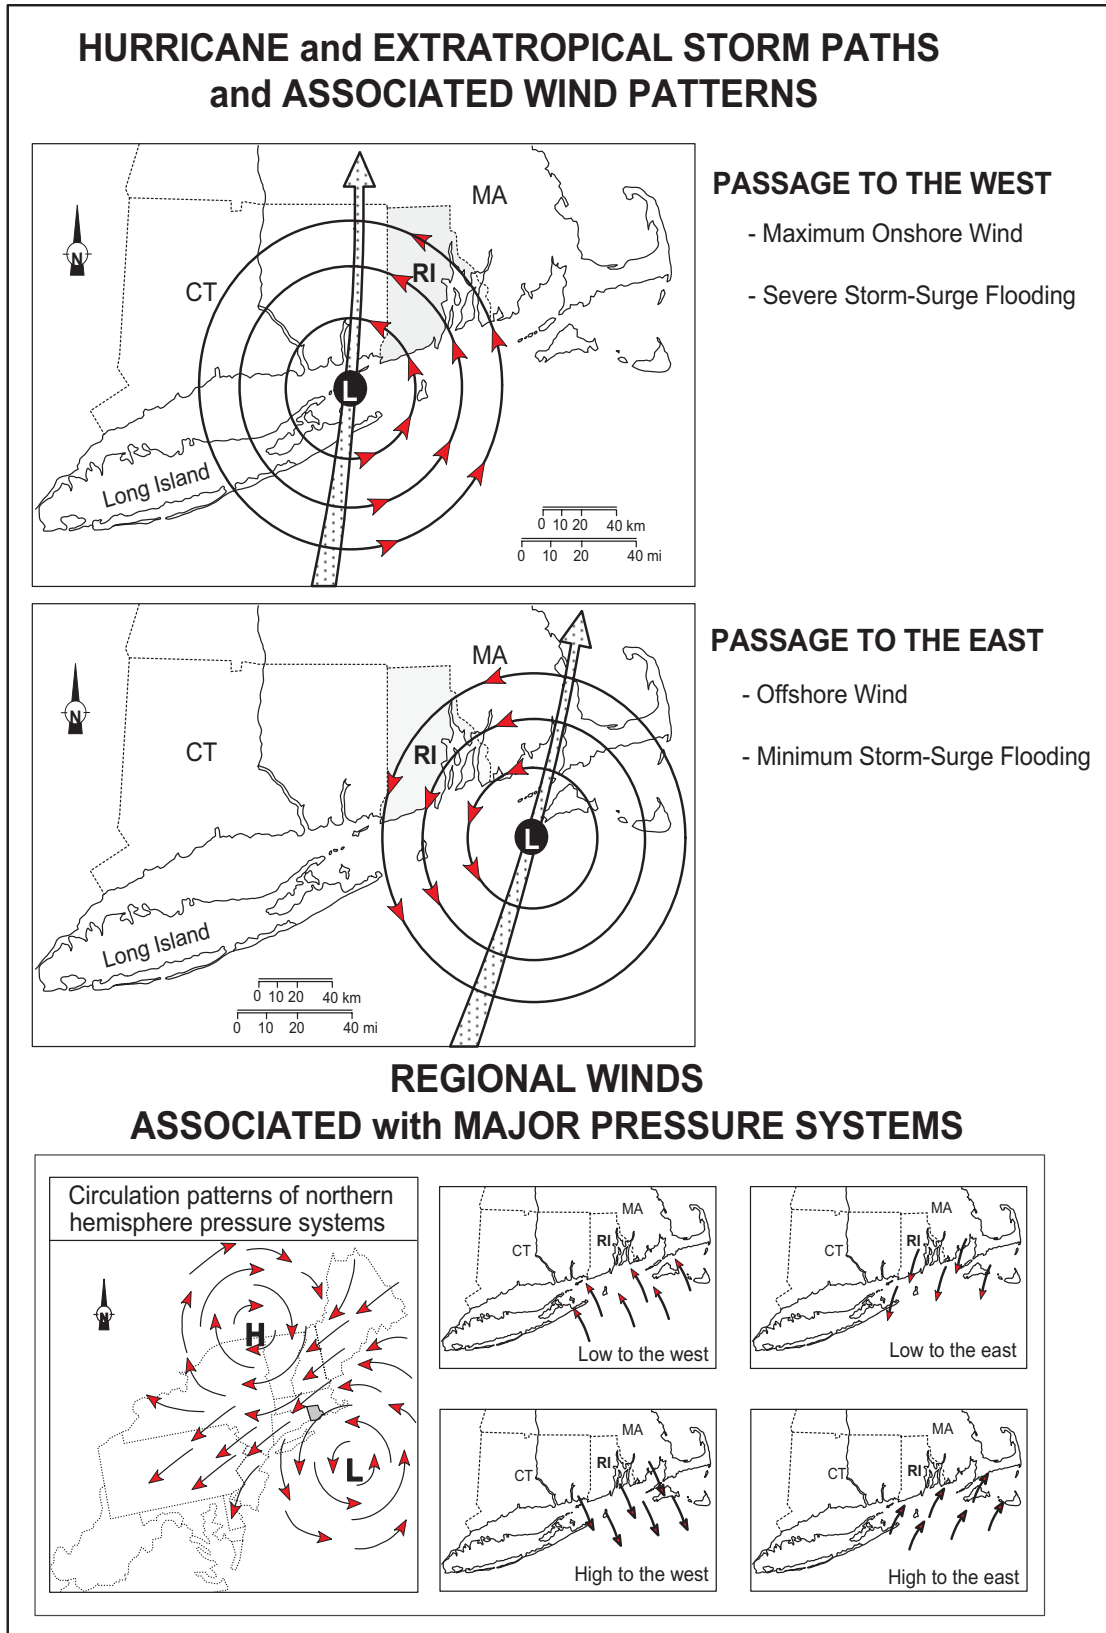 HURRICANE and EXTRATROPICAL STORM PATHS
and ASSOCIATED WIND PATTERNS
N
MA
RI
CT
L
Long Island
0 10 20 40 km
0 10 20 40 mi
PASSAGE TO THE WEST
- Maximum Onshore Wind
- Severe Storm-Surge Flooding
N
MA
RI
CT
L
Long Island
0 10 20 40 km
0 10 20 40 mi
PASSAGE TO THE EAST
- Offshore Wind
- Minimum Storm-Surge Flooding
REGIONAL WINDS
ASSOCIATED with MAJOR PRESSURE SYSTEMS
Circulation patterns of northern
hemisphere pressure systems
N
H
L
MA
RI
CT
Low to the west
MA
RI
CT
Low to the east
MA
RI
CT
High to the west
MA
RI
CT
High to the east